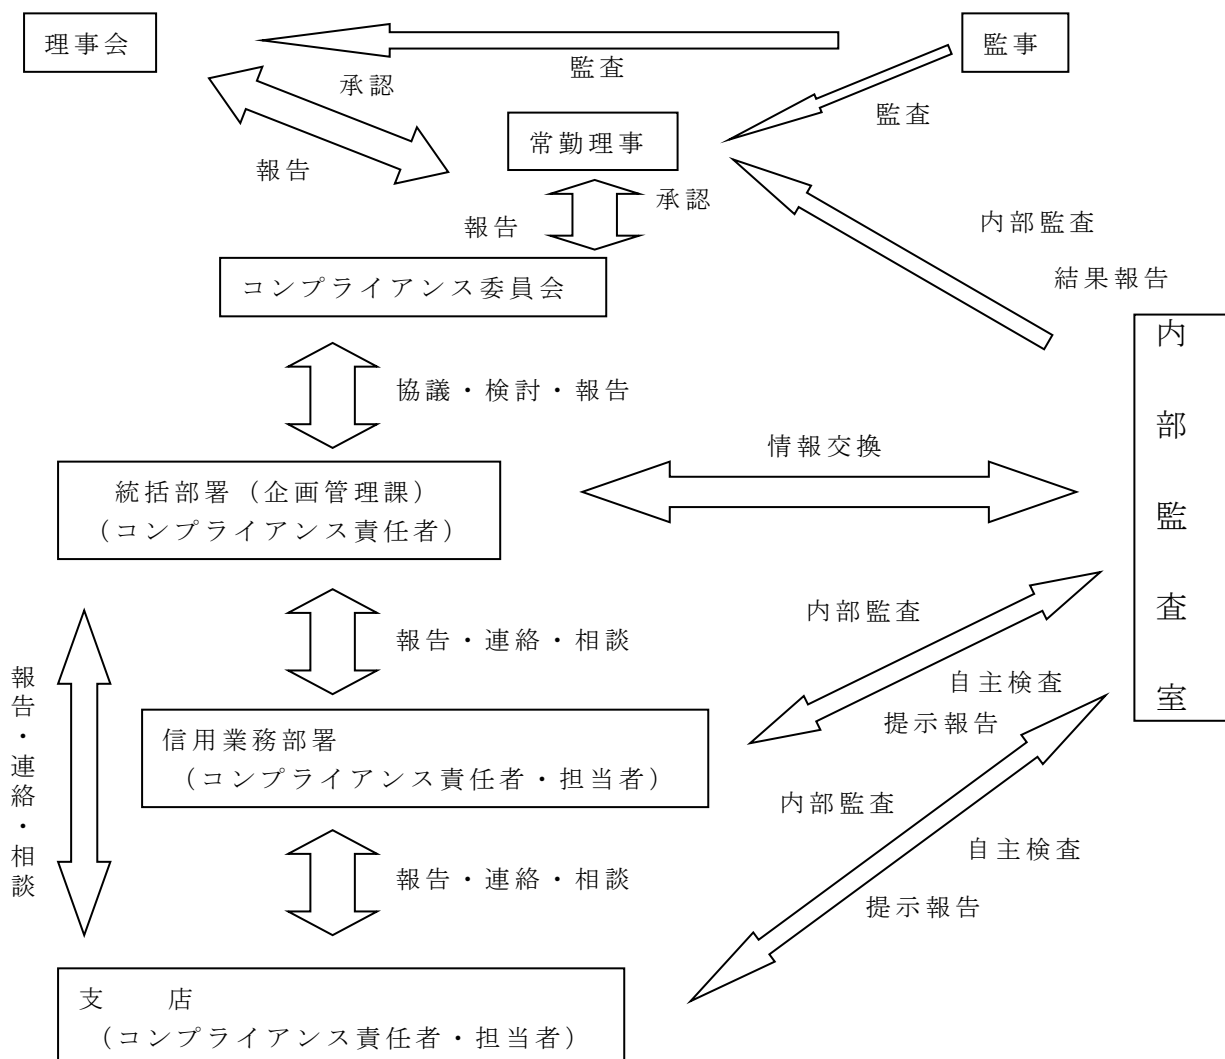 理事会
監事
監査
承認
監査
常勤理事
報告
承認
報告
内部監査
結果報告
コンプライアンス委員会
内部監査室
協議・検討・報告
情報交換
統括部署（企画管理課）
（コンプライアンス責任者）
内部監査
報告・連絡・相談
報告・連絡・相談
自主検査
提示報告
信用業務部署
（コンプライアンス責任者・担当者）
内部監査
自主検査
報告・連絡・相談
提示報告
支　　店
（コンプライアンス責任者・担当者）